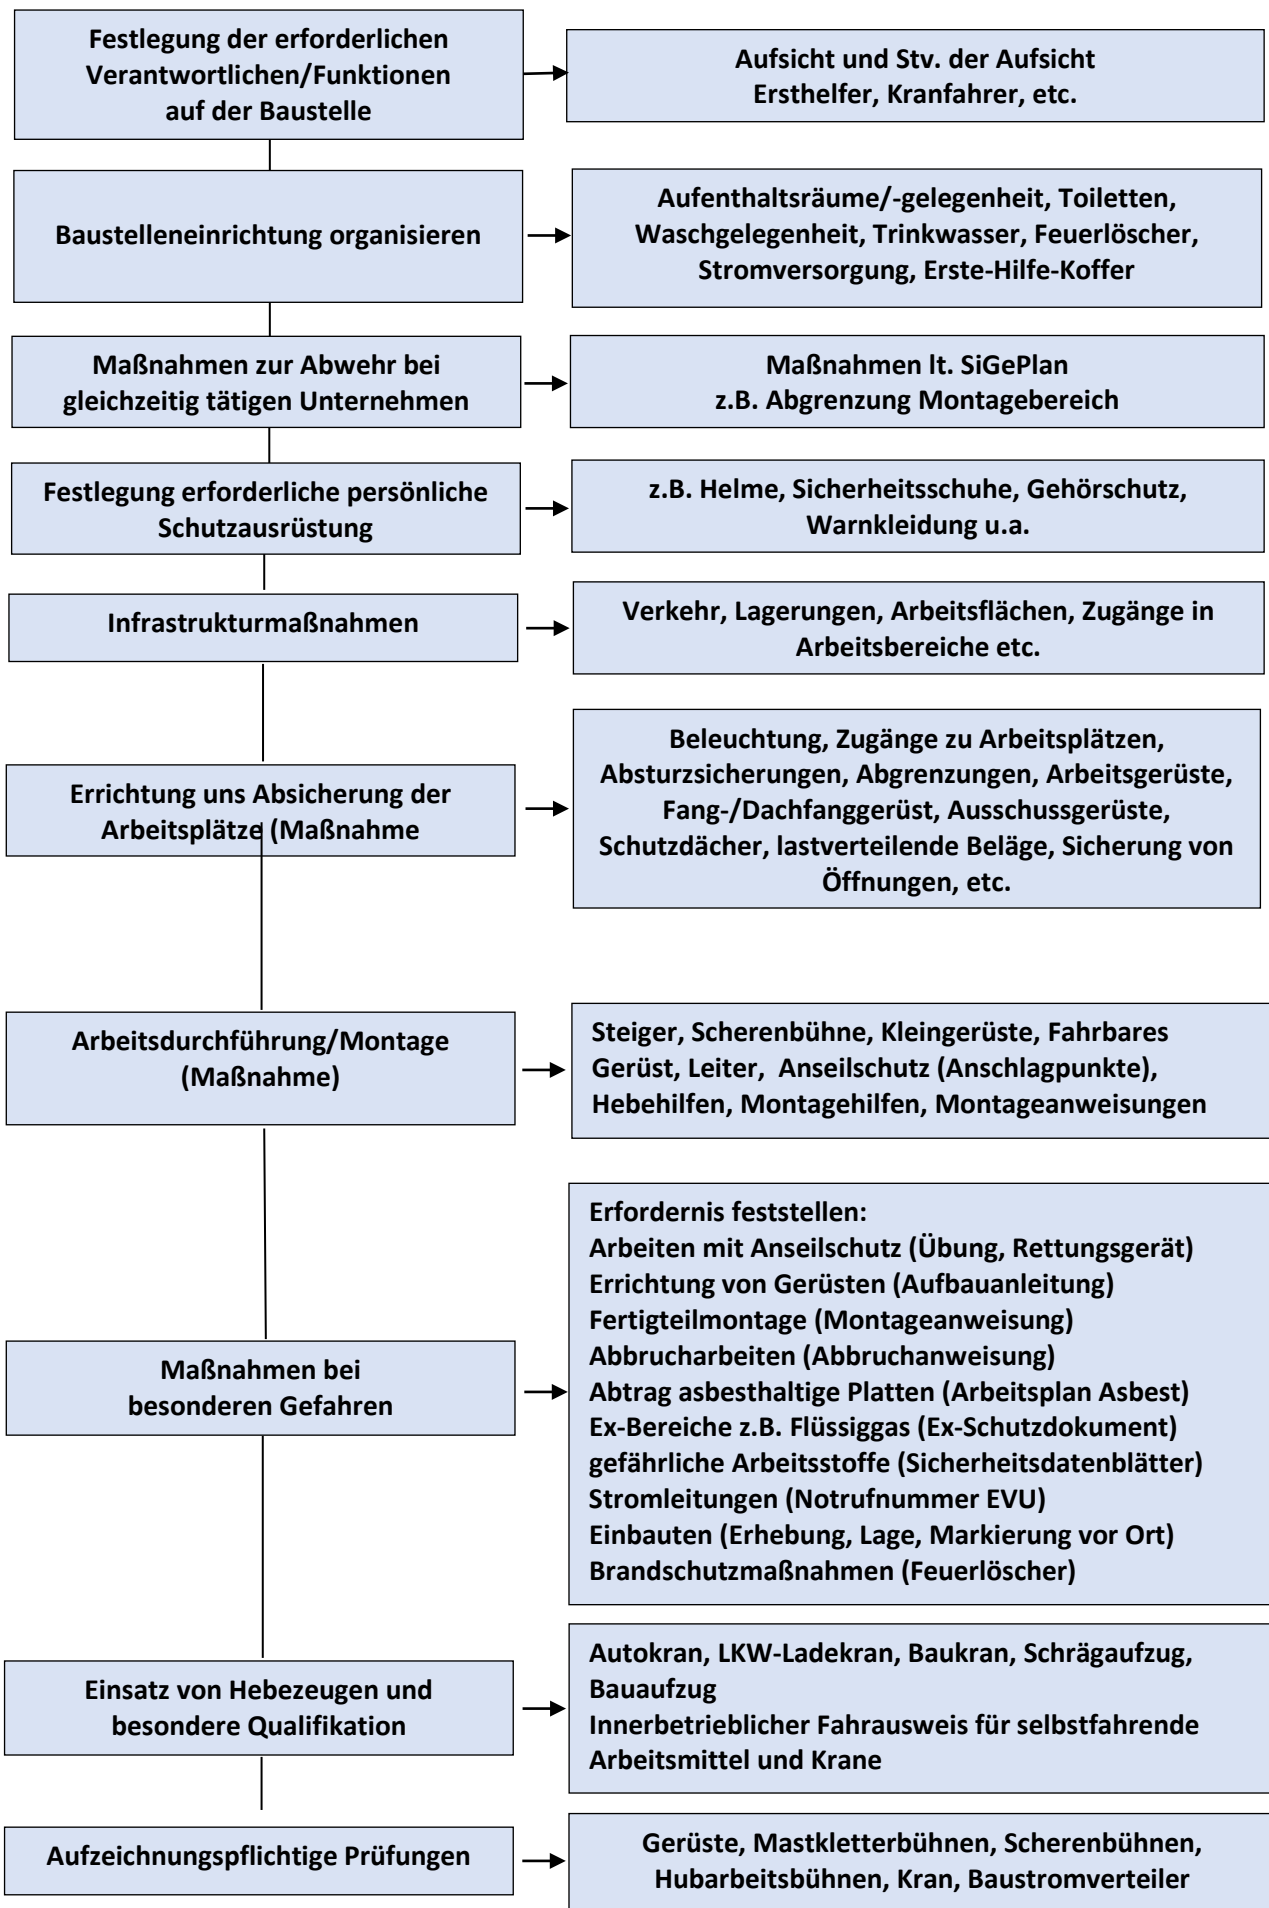 Festlegung der erforderlichen
Verantwortlichen/Funktionen
auf der Baustelle
Aufsicht und Stv. der Aufsicht
Ersthelfer, Kranfahrer, etc.
Baustelleneinrichtung organisieren
Aufenthaltsräume/-gelegenheit, Toiletten,
Waschgelegenheit, Trinkwasser, Feuerlöscher,
Stromversorgung, Erste-Hilfe-Koffer
Maßnahmen zur Abwehr bei
gleichzeitig tätigen Unternehmen
Maßnahmen lt. SiGePlan
z.B. Abgrenzung Montagebereich
Festlegung erforderliche persönliche
Schutzausrüstung
z.B. Helme, Sicherheitsschuhe, Gehörschutz,
Warnkleidung u.a.
Infrastrukturmaßnahmen
Verkehr, Lagerungen, Arbeitsflächen, Zugänge in
Arbeitsbereiche etc.
Errichtung uns Absicherung der
Arbeitsplätze (Maßnahme
Beleuchtung, Zugänge zu Arbeitsplätzen,
Absturzsicherungen, Abgrenzungen, Arbeitsgerüste,
Fang-/Dachfanggerüst, Ausschussgerüste,
Schutzdächer, lastverteilende Beläge, Sicherung von
Öffnungen, etc.
Arbeitsdurchführung/Montage
(Maßnahme)
Steiger, Scherenbühne, Kleingerüste, Fahrbares
Gerüst, Leiter,  Anseilschutz (Anschlagpunkte),
Hebehilfen, Montagehilfen, Montageanweisungen
Maßnahmen bei
besonderen Gefahren
Erfordernis feststellen:
Arbeiten mit Anseilschutz (Übung, Rettungsgerät)
Errichtung von Gerüsten (Aufbauanleitung)
Fertigteilmontage (Montageanweisung)
Abbrucharbeiten (Abbruchanweisung)
Abtrag asbesthaltige Platten (Arbeitsplan Asbest)
Ex-Bereiche z.B. Flüssiggas (Ex-Schutzdokument)
gefährliche Arbeitsstoffe (Sicherheitsdatenblätter)
Stromleitungen (Notrufnummer EVU)
Einbauten (Erhebung, Lage, Markierung vor Ort)
Brandschutzmaßnahmen (Feuerlöscher)
Einsatz von Hebezeugen und
besondere Qualifikation
Autokran, LKW-Ladekran, Baukran, Schrägaufzug,
Bauaufzug
Innerbetrieblicher Fahrausweis für selbstfahrende
Arbeitsmittel und Krane
Aufzeichnungspflichtige Prüfungen
Gerüste, Mastkletterbühnen, Scherenbühnen,
Hubarbeitsbühnen, Kran, Baustromverteiler